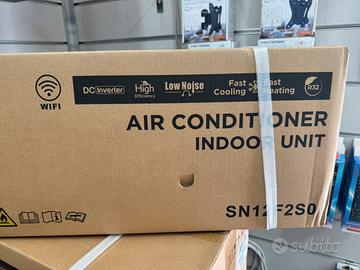 WIFI
DC Inverter
High
Efficiency
Low Noise
Fast Fast
Cooling Heating
R32
AIR CONDITIONER
INDOOR UNIT
SN12F2S0
subito